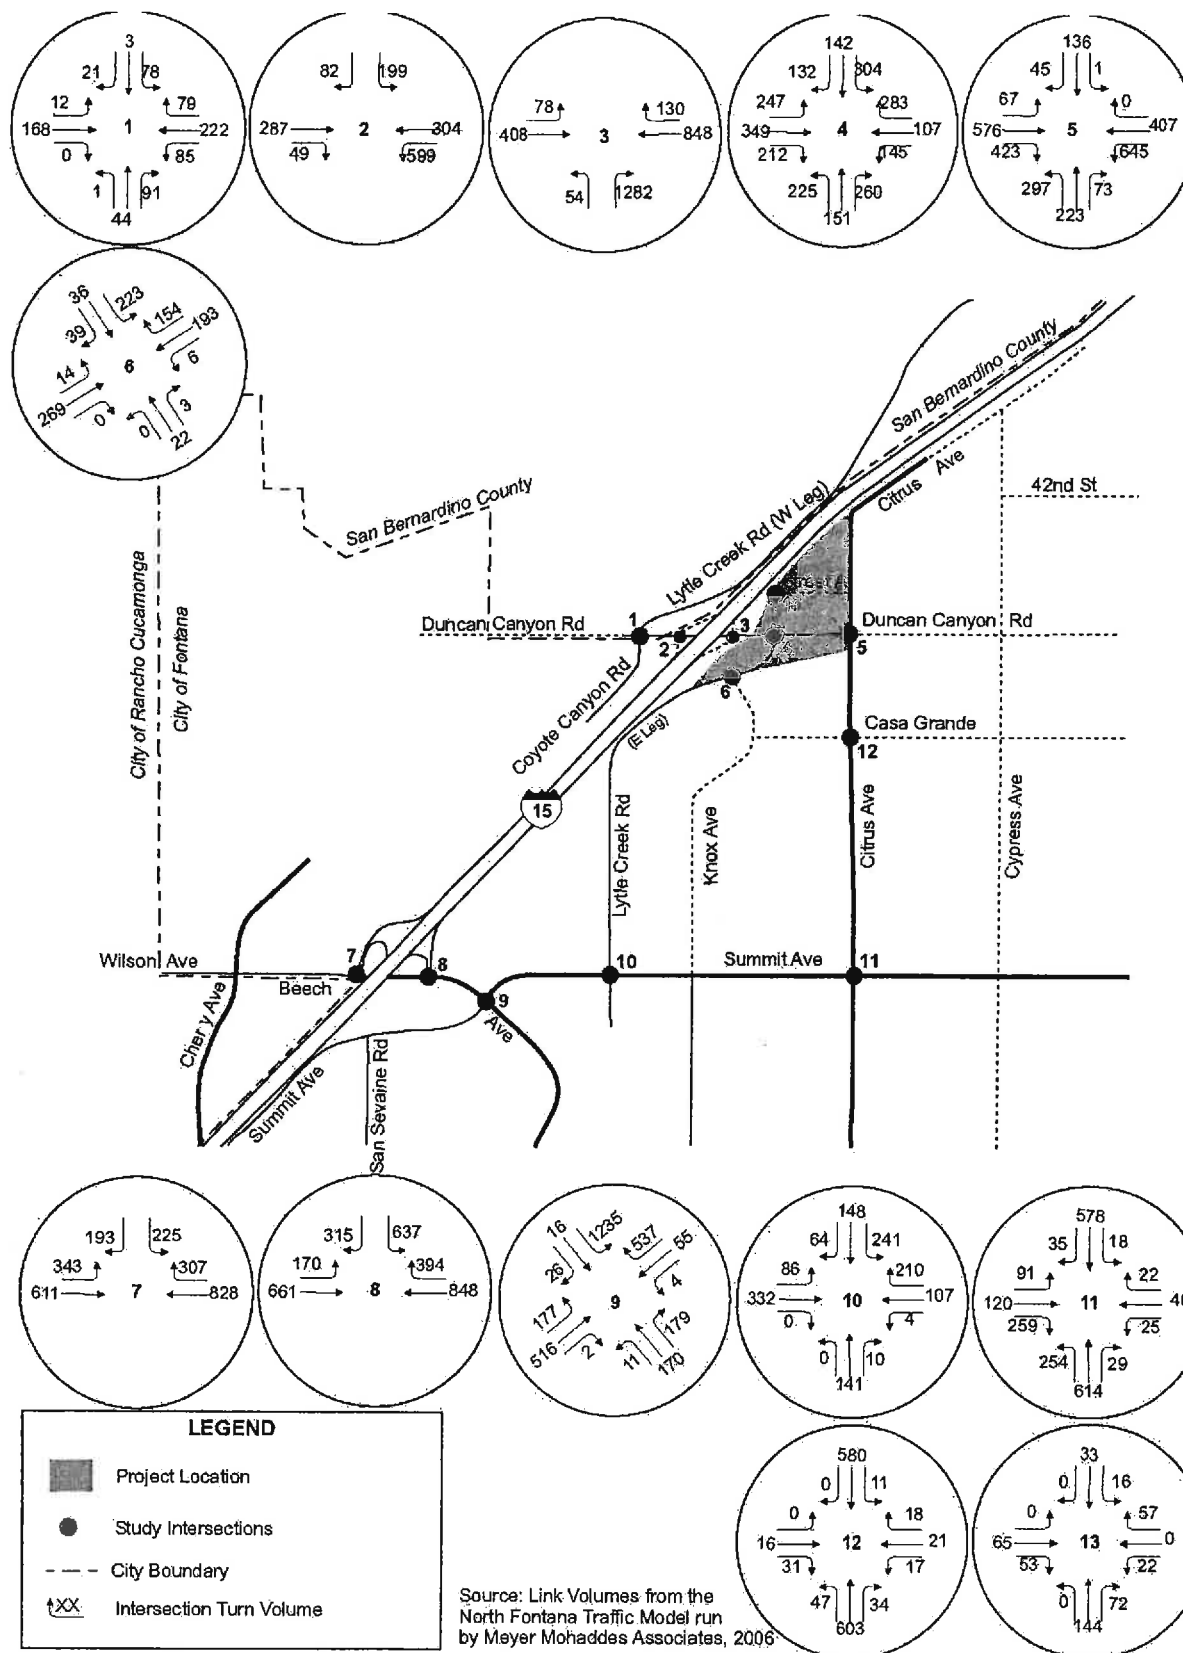 3
21 78
12 79
168 1 222
0 85
1 91
44
82 199
287 2 304
49 599
78 130
408 3 848
54 1282
142
132 304
247 283
349 4 107
212 145
225 260
151
136
45 1
67 0
576 5 407
423 645
297 73
223
36 223
39 154 193
14 6 6
269 0 0 22 3
San Bernardino County
Citrus Ave
42nd St
San Bernardino County
Lytle Creek Rd (W Leg)
City of Rancho Cucamonga
City of Fontana
Duncan Canyon Rd
1
2
3
Duncan Canyon Rd
5
6
Coyote Canyon Rd
(E Leg)
Casa Grande
12
15
Lytle Creek Rd
Knox Ave
Citrus Ave
Cypress Ave
Wilson Ave
7
8
10
Summit Ave
11
Beech
Ave
9
Cherry Ave
Summit Ave
San Sevaine Rd
193 225
343 307
611 7 828
315 637
170 394
661 8 848
16 1235
26 537 65
177 9 4
516 2 11 170 179
148
64 241
86 210
332 10 107
0 4
0 10
141
578
35 18
91 22
120 11
259 25
254 29
614
LEGEND
Project Location
Study Intersections
City Boundary
XX Intersection Turn Volume
580
0 11
0 18
16 12 21
31 17
47 34
603
33
0 16
0 57
65 13 0
53 22
0 72
144
Source: Link Volumes from the
North Fontana Traffic Model run
by Meyer Mohaddes Associates, 2006